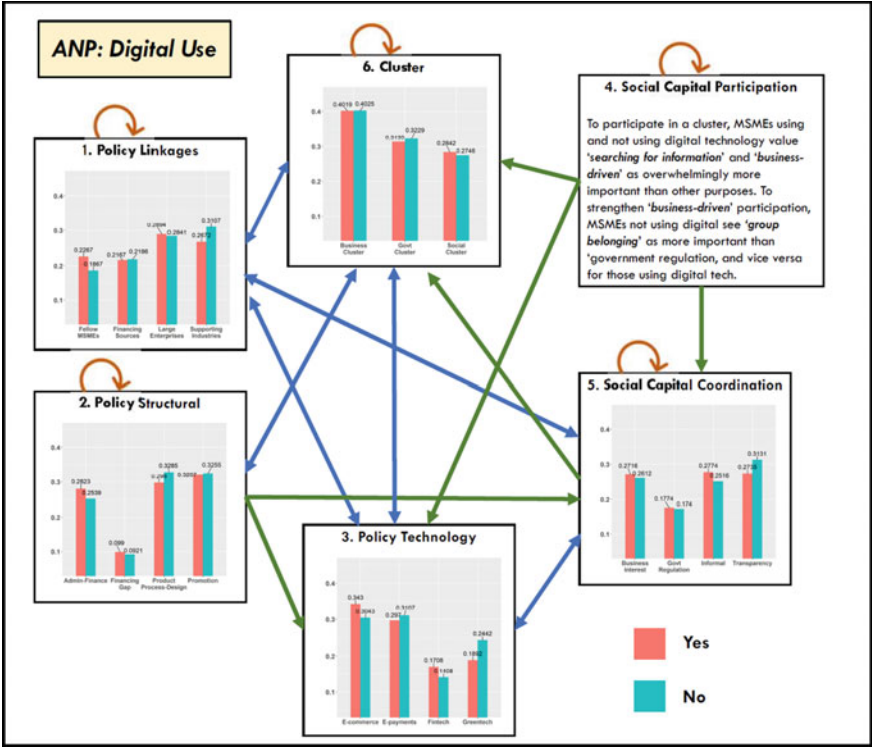 ANP: Digital Use
6. Cluster
0.4
0.3
0.2
0.1
0.4019
0.4025
0.3229
0.2842
0.2746
Business
Cluster
Govt
Cluster
Social
Cluster
4. Social Capital Participation
To participate in a cluster, MSMEs using
and not using digital technology value
‘searching for information’ and ‘business-
driven’ as overwhelmingly more
important than other purposes. To
strengthen ‘business-driven’ participation,
MSMEs not using digital see ‘group
belonging’ as more important than
‘government regulation, and vice versa
for those using digital tech.
1. Policy Linkages
0.4
0.3
0.2
0.1
0.2267
0.1867
0.2167
0.2186
0.2894
0.2841
0.2672
0.3107
Fellow
MSMEs
Financing
Sources
Large
Enterprises
Supporting
Industries
2. Policy Structural
0.4
0.3
0.2
0.1
0.2823
0.2539
0.099
0.0921
0.3285
0.3255
Admin-Finance
Financing
Gap
Product
Process-Design
Promotion
5. Social Capital Coordination
0.4
0.3
0.2
0.1
0.2716
0.2612
0.1774
0.174
0.2774
0.2516
0.3131
Business
Interest
Govt
Regulation
Informal
Transparency
3. Policy Technology
0.4
0.3
0.2
0.1
0.343
0.3043
0.297
0.3107
0.1708
0.2442
E-commerce
E-payments
Fintech
Greentech
Yes
No